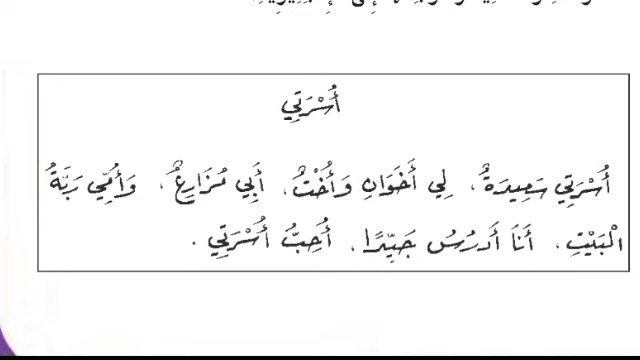 أُسْرَتِي
أُسْرَتِي سَعِيدَةٌ. لِي أَخَوَانِ وَأُخْتٌ. أَبِي مُزَارِعٌ. وَأُمِّي رَبَّةُ
الْبَيْتِ. أَنَا أَدْرُسُ جَيِّدًا. أُحِبُّ أُسْرَتِي.